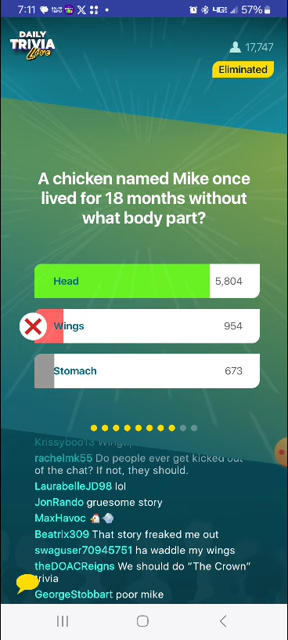 7:11
57%
DAILY
TRIVIA
Live
17,747
Eliminated
A chicken named Mike once
lived for 18 months without
what body part?
Head 5,804
Wings 954
Stomach 673
Krissyboo13 Wings,
rachelmk55 Do people ever get kicked out
of the chat? If not, they should.
LaurabelleJD98 lol
JonRando gruesome story
MaxHavoc
Beatrix309 That story freaked me out
swaguser70945751 ha waddle my wings
theDOACReigns We should do "The Crown"
trivia
GeorgeStobbart poor mike